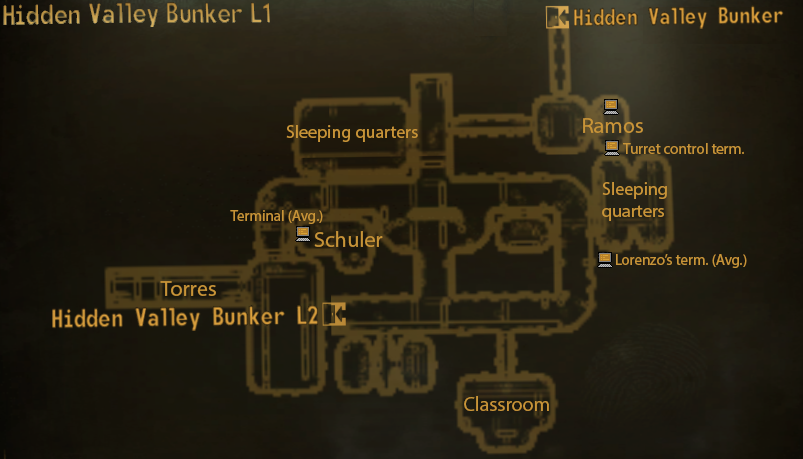 Hidden Valley Bunker L1
Hidden Valley Bunker
Ramos
Sleeping quarters
Turret control term.
Sleeping
quarters
Terminal (Avg.)
Schuler
Lorenzo's term. (Avg.)
Torres
Hidden Valley Bunker L2
Classroom